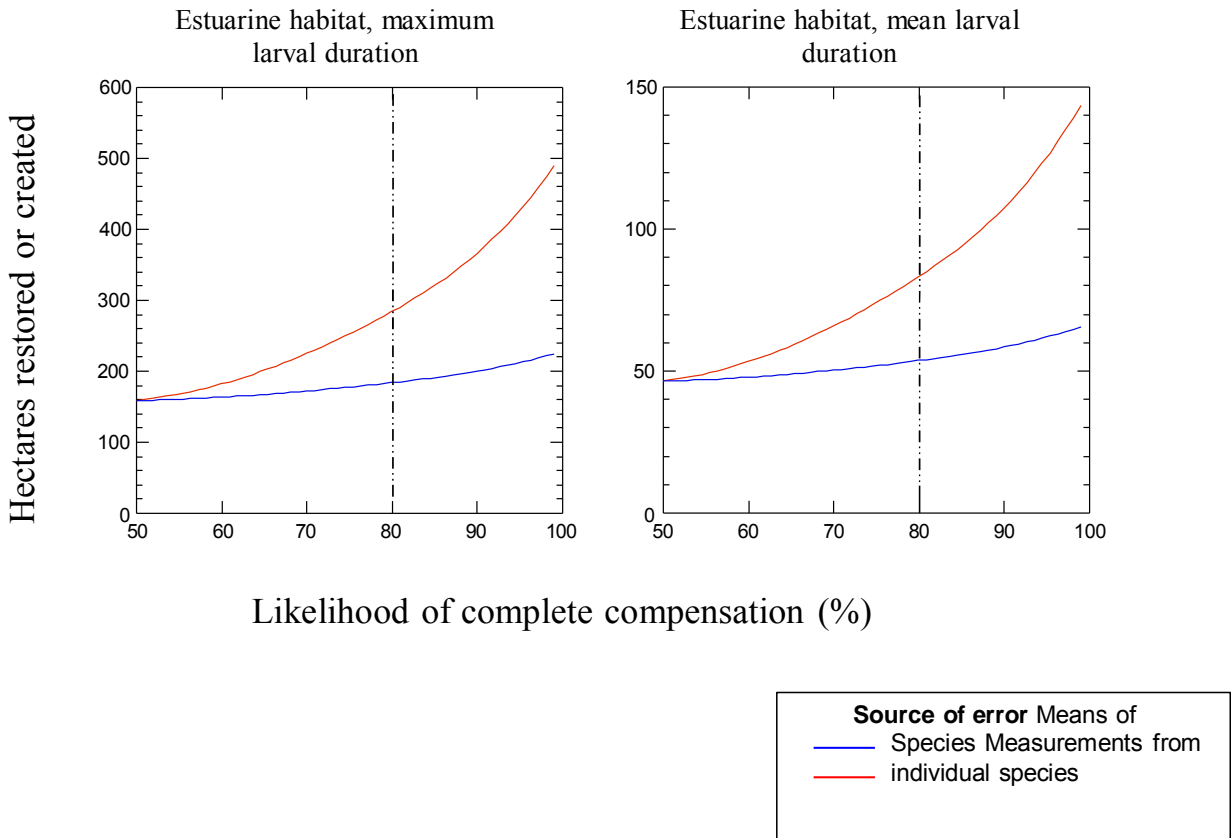 Estuarine habitat, maximum
larval duration
Estuarine habitat, mean larval
duration
Hectares restored or created
600
500
400
300
200
100
0
50 60 70 80 90 100
150
100
50
0
50 60 70 80 90 100
Likelihood of complete compensation (%)
Source of error Means of
Species Measurements from
individual species